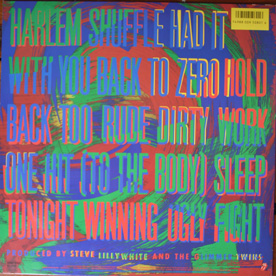 HARLEM SHUFFLE HAD IT
WITH YOU BACK TO ZERO HOLD
BACK TOO RUDE DIRTY WORK
ONE HIT (TO THE BODY) SLEEP
TONIGHT WINNING UGLY FIGHT
PRODUCED BY STEVE LILLYWHITE AND THE GLIMMER TWINS